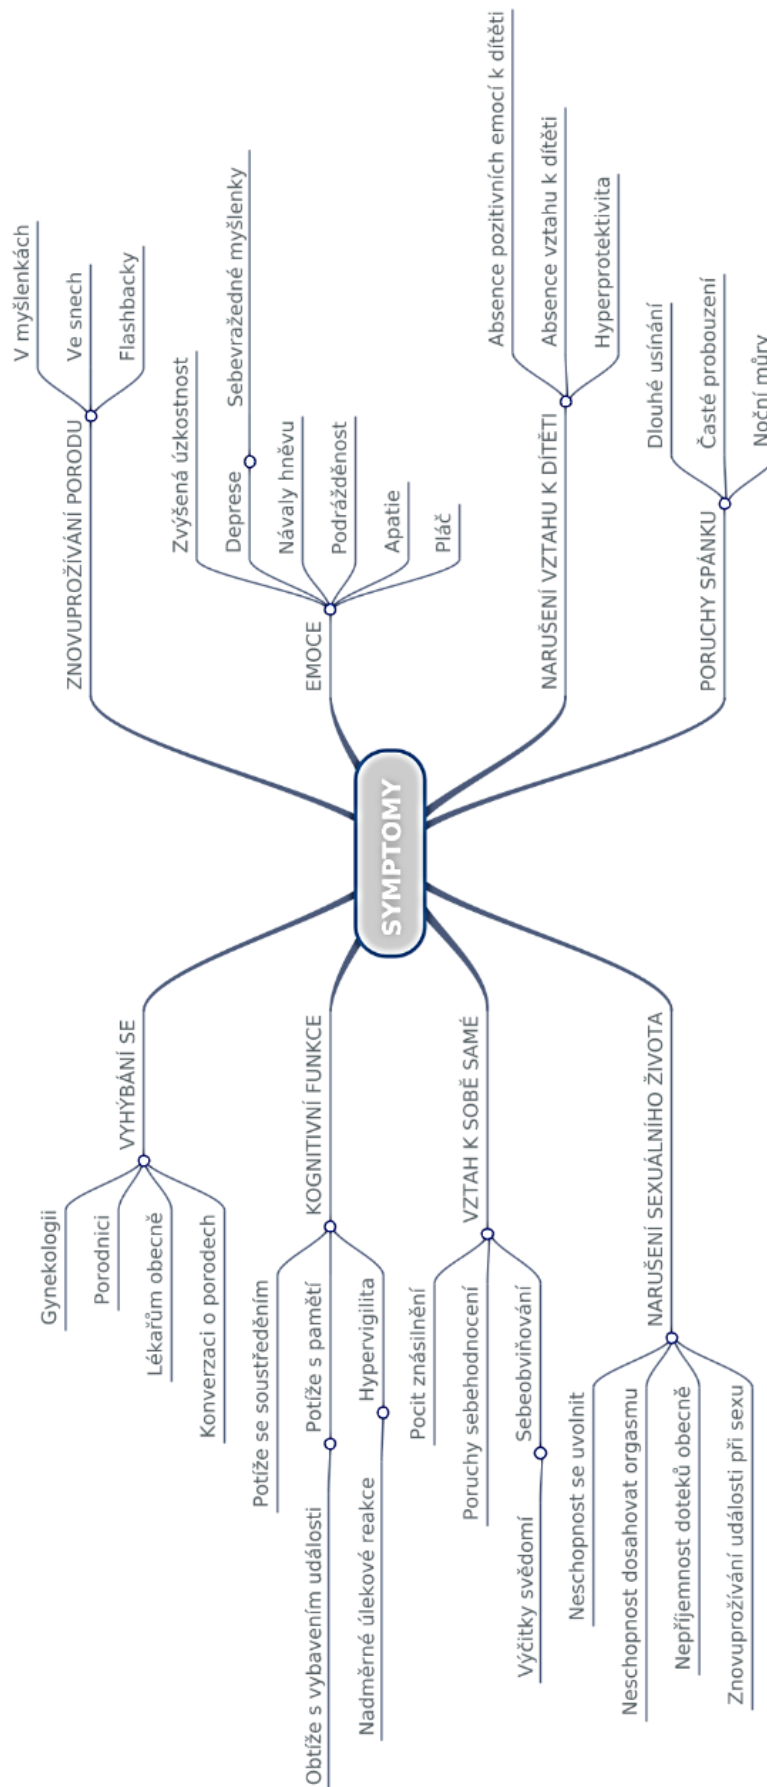 SYMPTOMY
ZNOVUPROŽÍVÁNÍ PORODU
V myšlenkách
Ve snech
Flashbacky
EMOCE
Zvýšená úzkostnost
Deprese
Sebevražedné myšlenky
Návaly hněvu
Podrážděnost
Apatie
Pláč
NARUŠENÍ VZTAHU K DÍTĚTI
Absence pozitivních emocí k dítěti
Absence vztahu k dítěti
Hyperprotektivita
PORUCHY SPÁNKU
Dlouhé usínání
Časté probouzení
Noční můry
VYHÝBÁNÍ SE
Gynekologii
Porodnici
Lékařům obecně
Konverzaci o porodech
KOGNITIVNÍ FUNKCE
Potíže se soustředěním
Potíže s pamětí
Obtíže s vybavením události
Hypervigilita
Nadměrné úlekové reakce
VZTAH K SOBĚ SAMÉ
Pocit znásilnění
Poruchy sebehodnocení
Sebeobviňování
Výčitky svědomí
NARUŠENÍ SEXUÁLNÍHO ŽIVOTA
Neschopnost se uvolnit
Neschopnost dosahovat orgasmu
Nepříjemnost doteků obecně
Znovuprožívání události při sexu